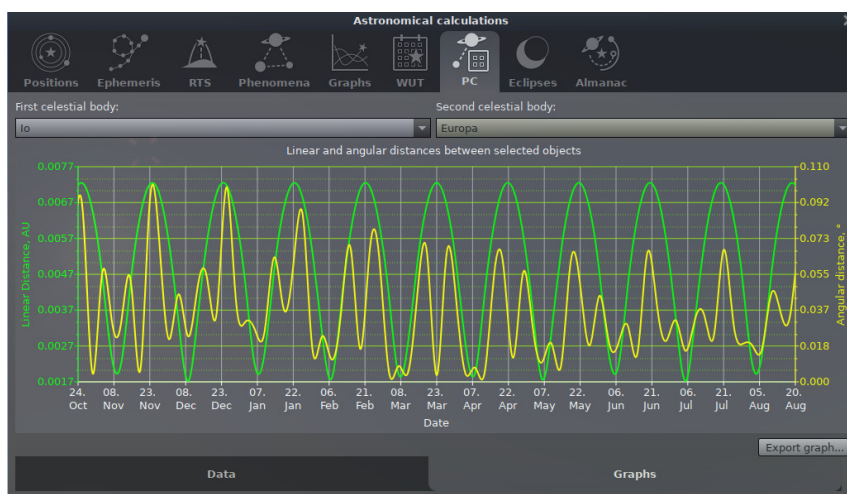 Astronomical calculations
Positions Ephemeris RTS Phenomena Graphs WUT PC Eclipses Almanac
First celestial body: Second celestial body:
Io Europa
Linear and angular distances between selected objects
0.0077 0.110
0.0067 0.092
0.0057 0.073
0.0047 0.055
0.0037 0.037
0.0027 0.018
0.0017 0.000
Linear Distance, AU
Angular distance, °
24. 08. 23. 08. 23. 07. 22. 06. 21. 08. 23. 07. 22. 07. 22. 06. 21. 06. 21. 05. 20.
Oct Nov Nov Dec Dec Jan Jan Feb Feb Mar Mar Apr Apr May May Jun Jun Jul Jul Aug Aug
Date
Export graph...
Data Graphs